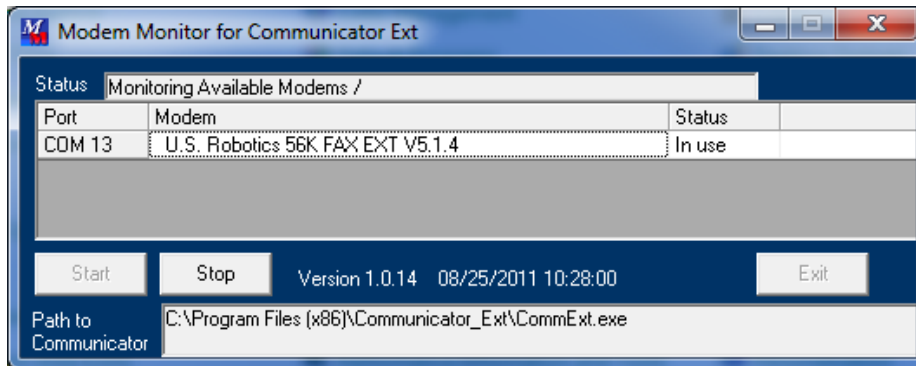 Modem Monitor for Communicator Ext
Status Monitoring Available Modems /
Port Modem Status
COM 13 U.S. Robotics 56K FAX EXT V5.1.4 In use
Start Stop Version 1.0.14 08/25/2011 10:28:00 Exit
Path to Communicator C:\Program Files (x86)\Communicator_Ext\CommExt.exe